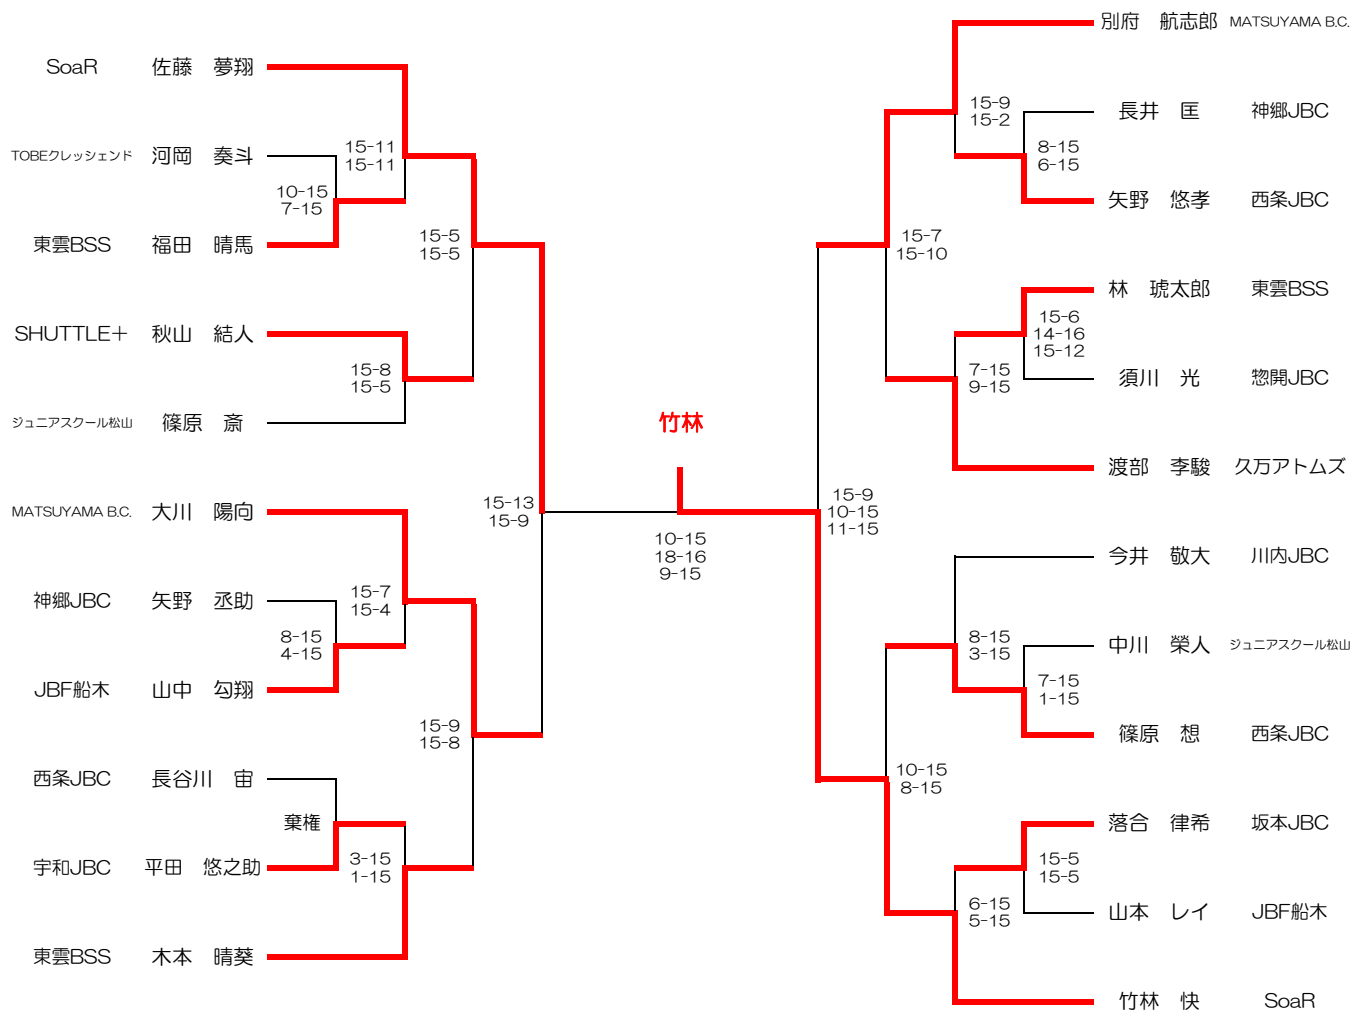 SoaR 佐藤 夢翔
TOBEクレッシェンド 河岡 奏斗
東雲BSS 福田 晴馬
SHUTTLE＋ 秋山 結人
ジュニアスクール松山 篠原 斎
MATSUYAMA B.C. 大川 陽向
神郷JBC 矢野 丞助
JBF船木 山中 勾翔
西条JBC 長谷川 宙
宇和JBC 平田 悠之助
東雲BSS 木本 晴葵
15-11
15-11
10-15
7-15
15-5
15-5
15-8
15-5
15-7
15-4
8-15
4-15
15-9
15-8
棄権
3-15
1-15
15-13
15-9
竹林
10-15
18-16
9-15
15-9
10-15
11-15
15-9
15-2
8-15
6-15
15-7
15-10
15-6
14-16
15-12
7-15
9-15
8-15
3-15
7-15
1-15
10-15
8-15
15-5
15-5
6-15
5-15
別府 航志郎 MATSUYAMA B.C.
長井 匡 神郷JBC
矢野 悠孝 西条JBC
林 琥太郎 東雲BSS
須川 光 惣開JBC
渡部 李駿 久万アトムズ
今井 敬大 川内JBC
中川 榮人 ジュニアスクール松山
篠原 想 西条JBC
落合 律希 坂本JBC
山本 レイ JBF船木
竹林 快 SoaR